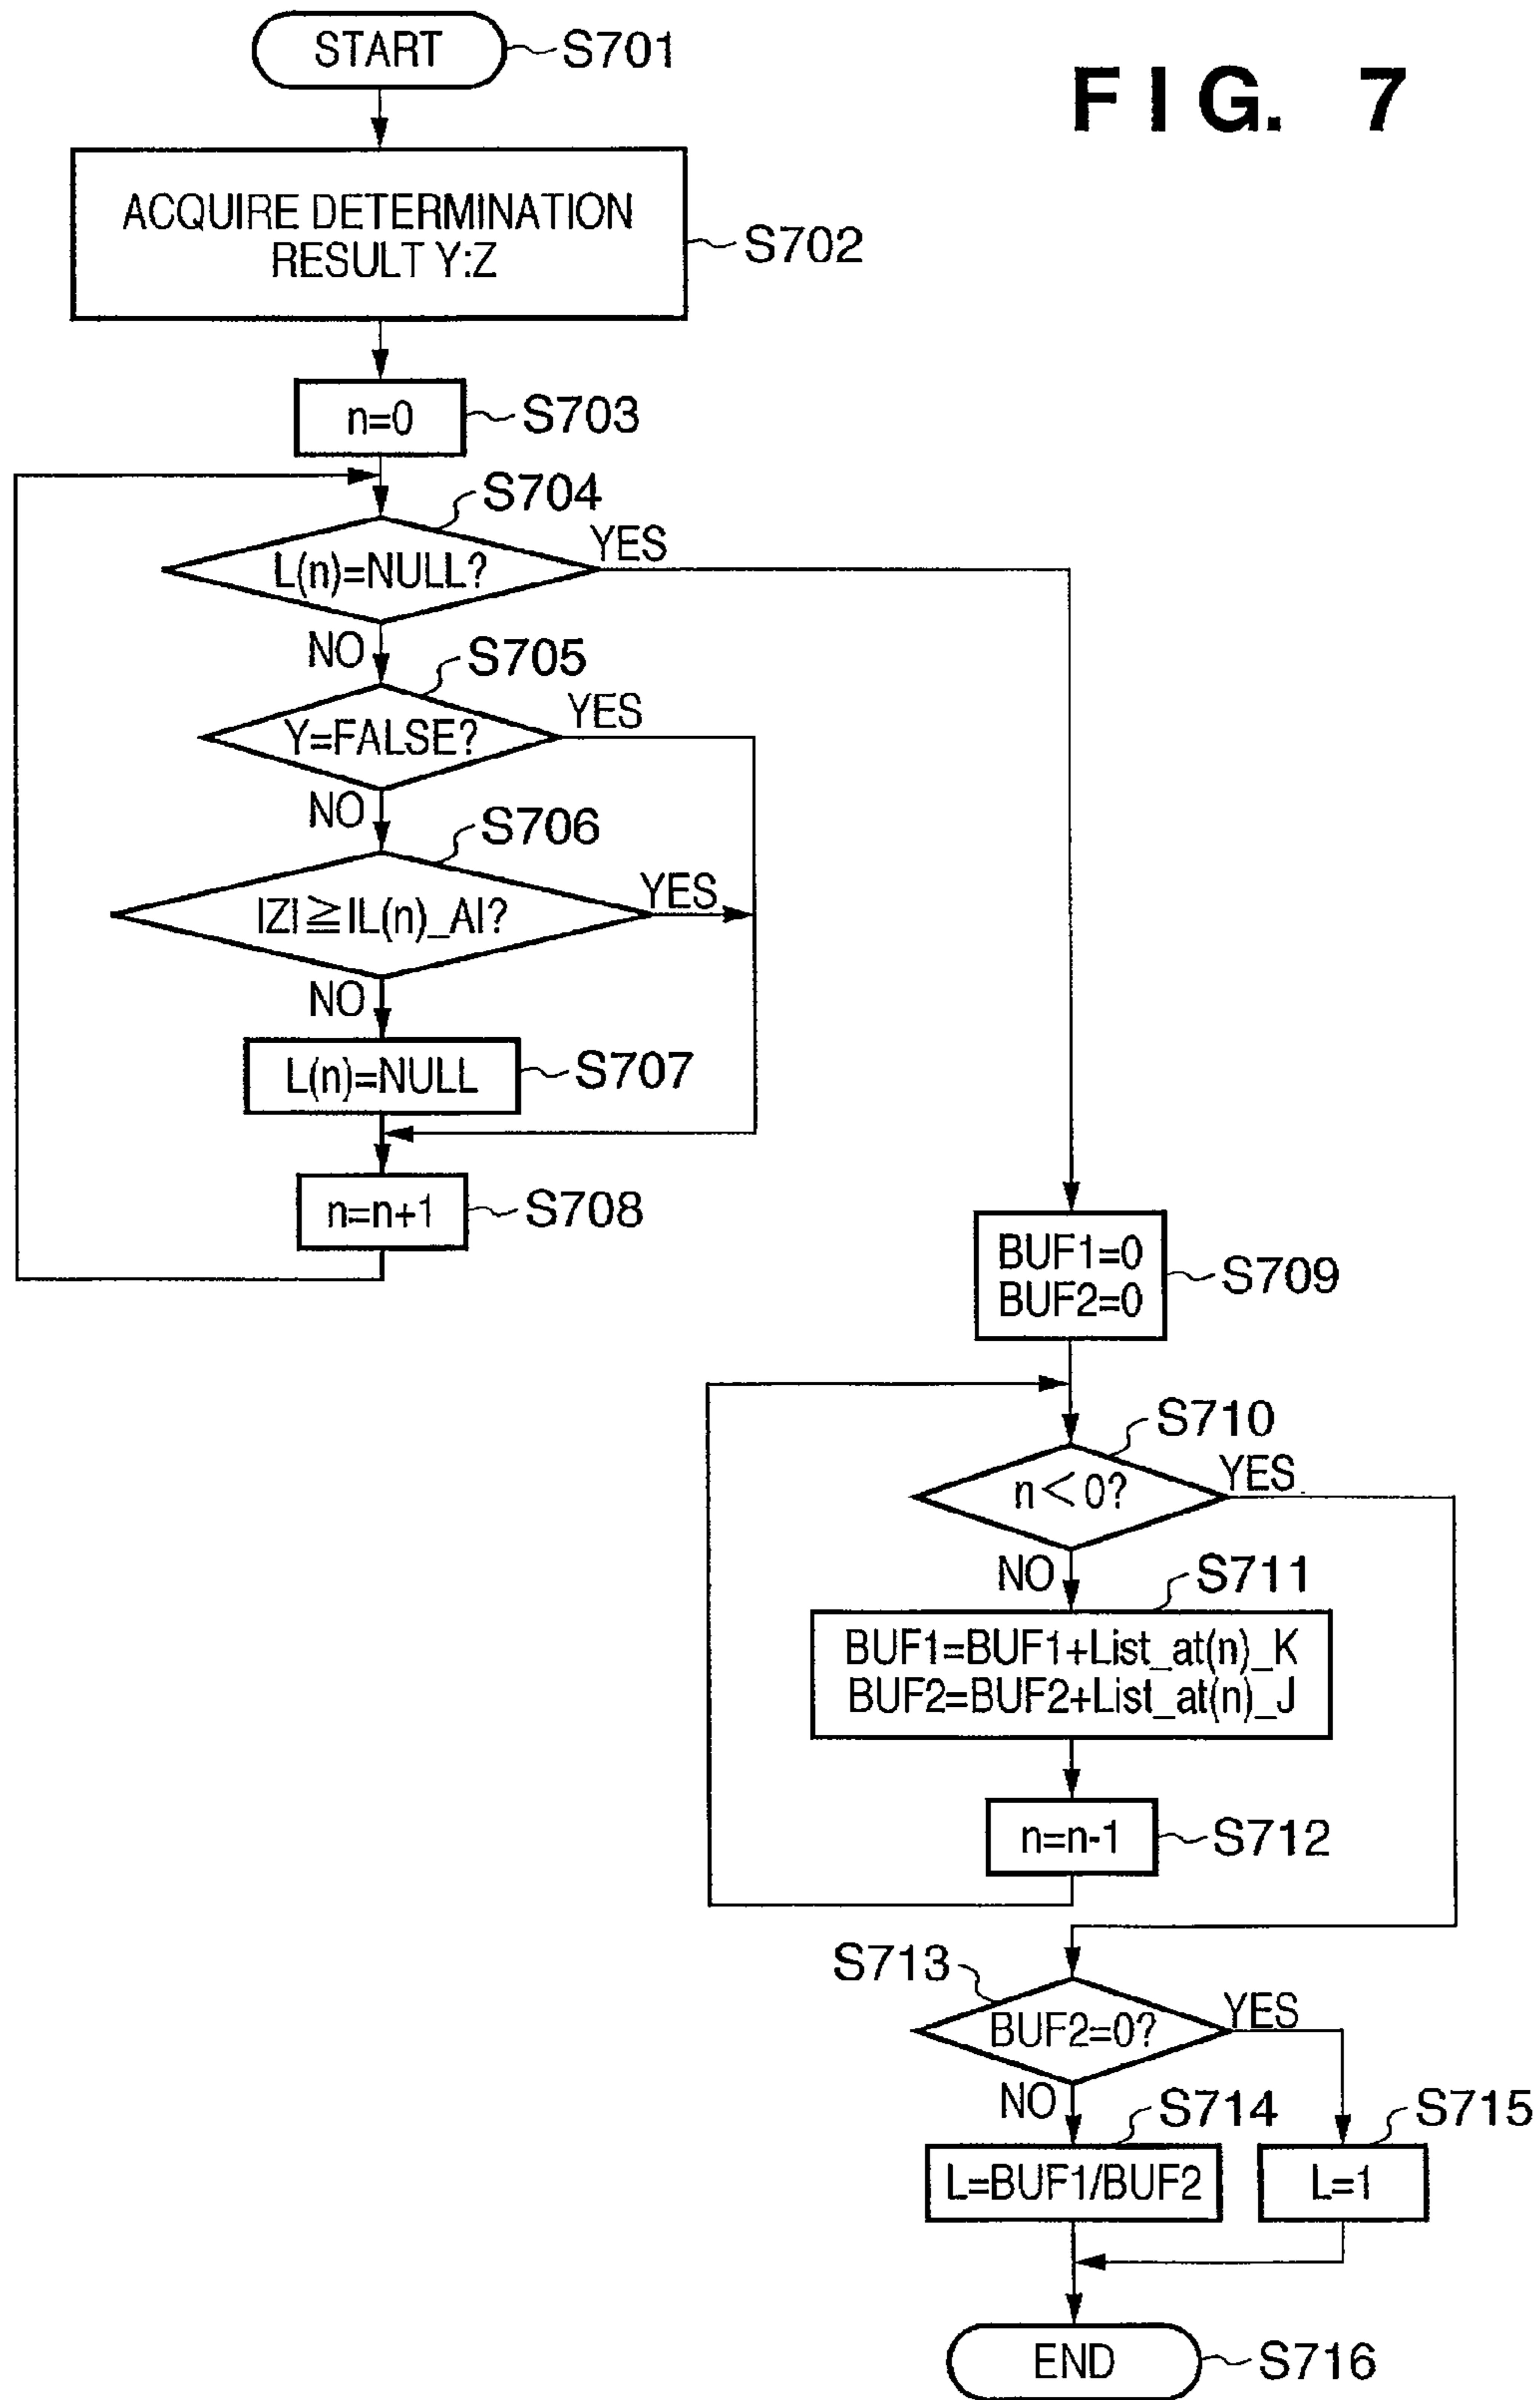 FIG. 7
START
S701
ACQUIRE DETERMINATION
RESULT Y:Z
S702
n=0
S703
S704
L(n)=NULL?
YES
NO
S705
Y=FALSE?
YES
NO
S706
|Z|≧|L(n)_A|?
YES
NO
L(n)=NULL
S707
n=n+1
S708
BUF1=0
BUF2=0
S709
S710
n<0?
YES
NO
S711
BUF1=BUF1+List_at(n)_K
BUF2=BUF2+List_at(n)_J
n=n-1
S712
S713
BUF2=0?
YES
NO
S714
L=BUF1/BUF2
S715
L=1
END
S716